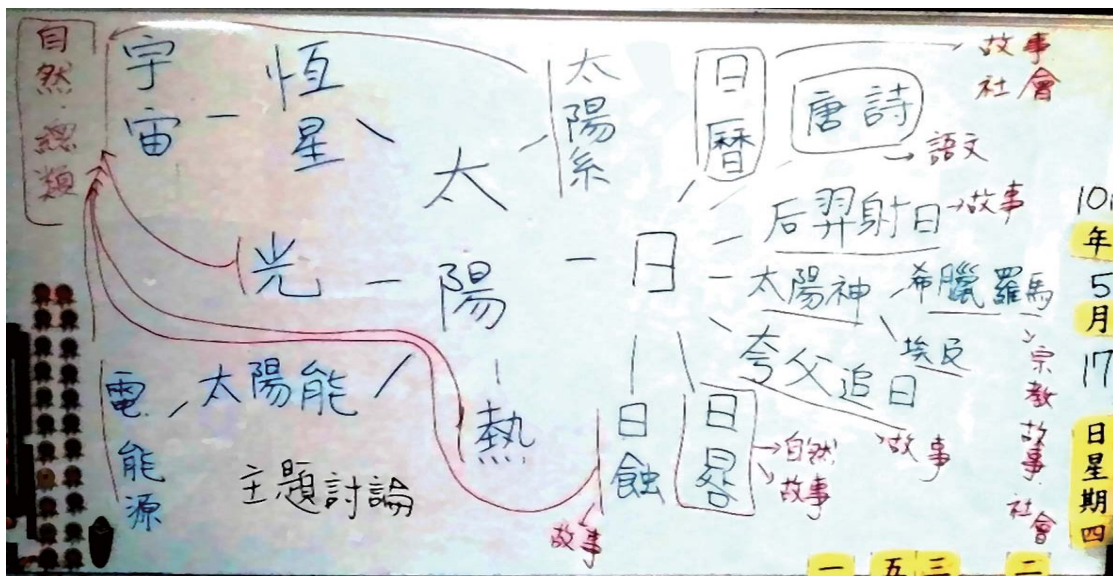 自然·總類
宇宙
恆星
太陽系
日曆
故事
社會
唐詩
語文
太陽
光
日
后羿射日
故事
太陽神
希臘羅馬
埃及
宗教
故事
社會
夸父追日
故事
電能源
太陽能
熱
日蝕
故事
日晷
自然
故事
主題討論
101
年
5
月
17
日
星
期
四
一
五
三
二